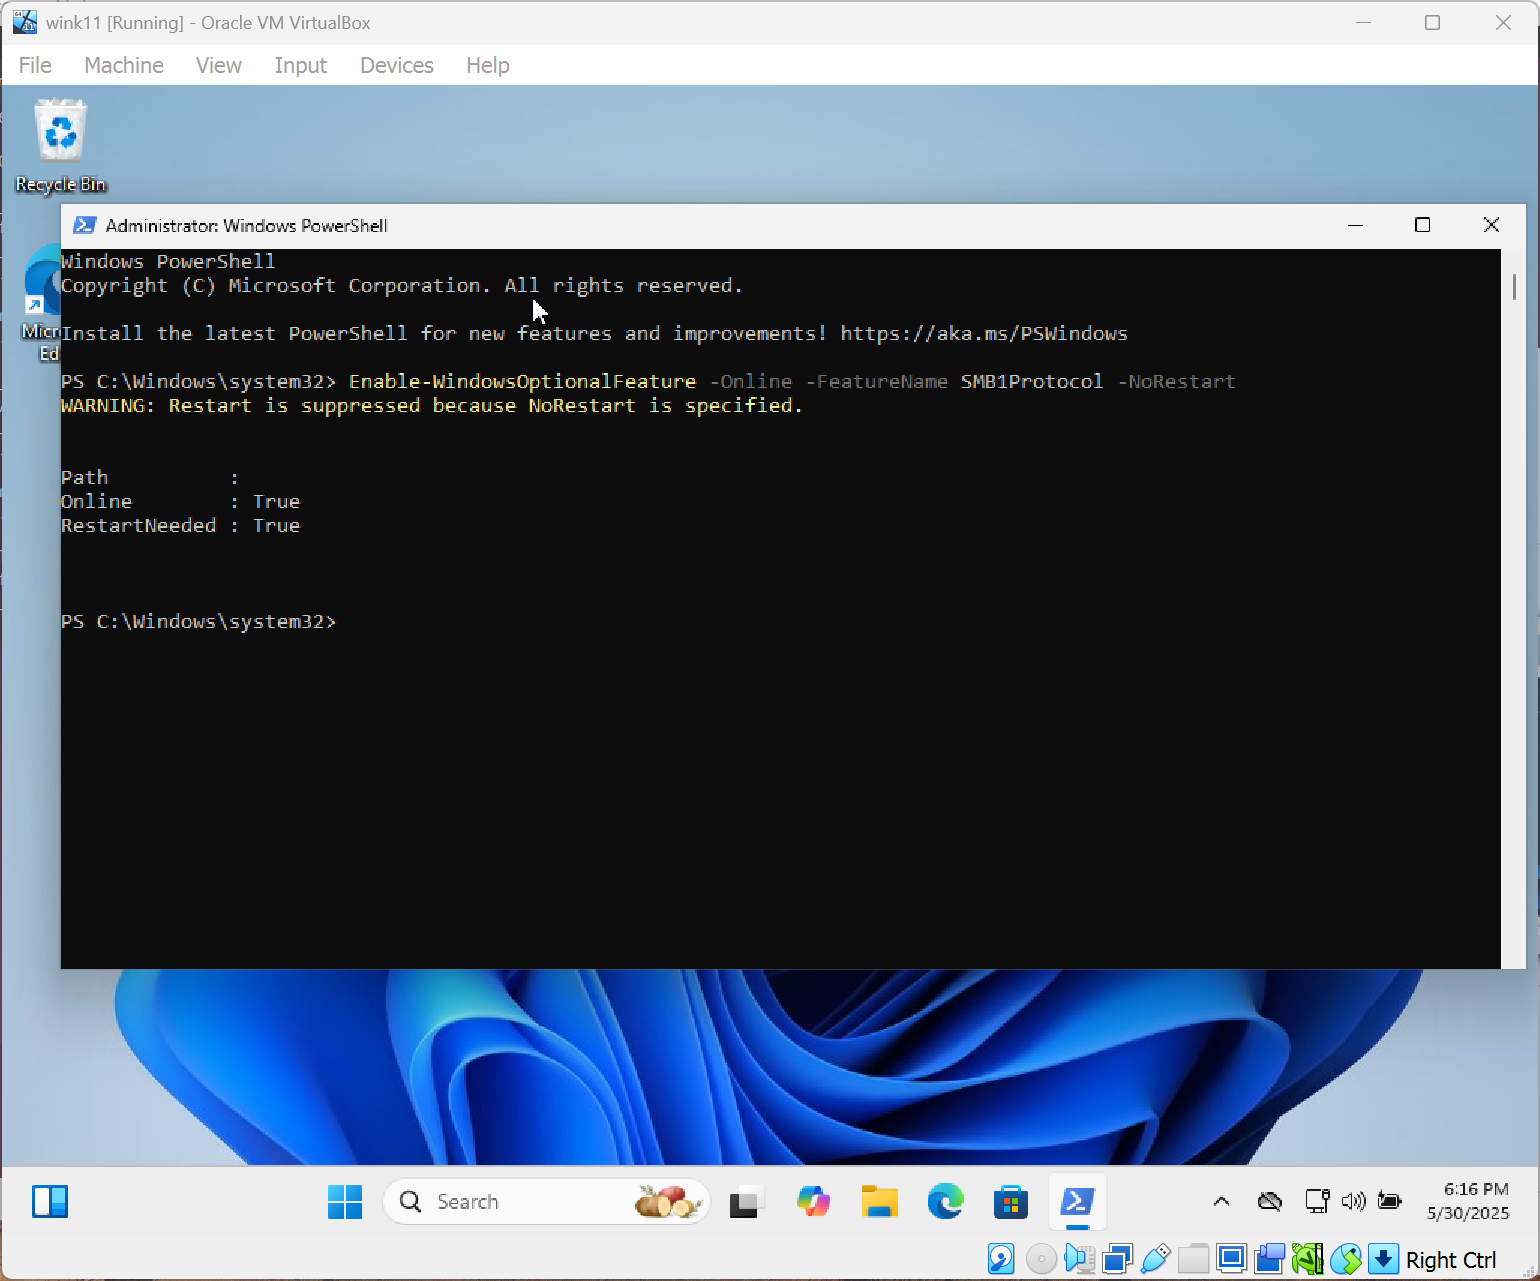 wink11 [Running] - Oracle VM VirtualBox
File Machine View Input Devices Help
Recycle Bin
Administrator: Windows PowerShell
Windows PowerShell
Copyright (C) Microsoft Corporation. All rights reserved.
Micr
Ed
Install the latest PowerShell for new features and improvements! https://aka.ms/PSWindows
PS C:\Windows\system32> Enable-WindowsOptionalFeature -Online -FeatureName SMB1Protocol -NoRestart
WARNING: Restart is suppressed because NoRestart is specified.
Path :
Online : True
RestartNeeded : True
PS C:\Windows\system32>
Search
6:16 PM
5/30/2025
Right Ctrl